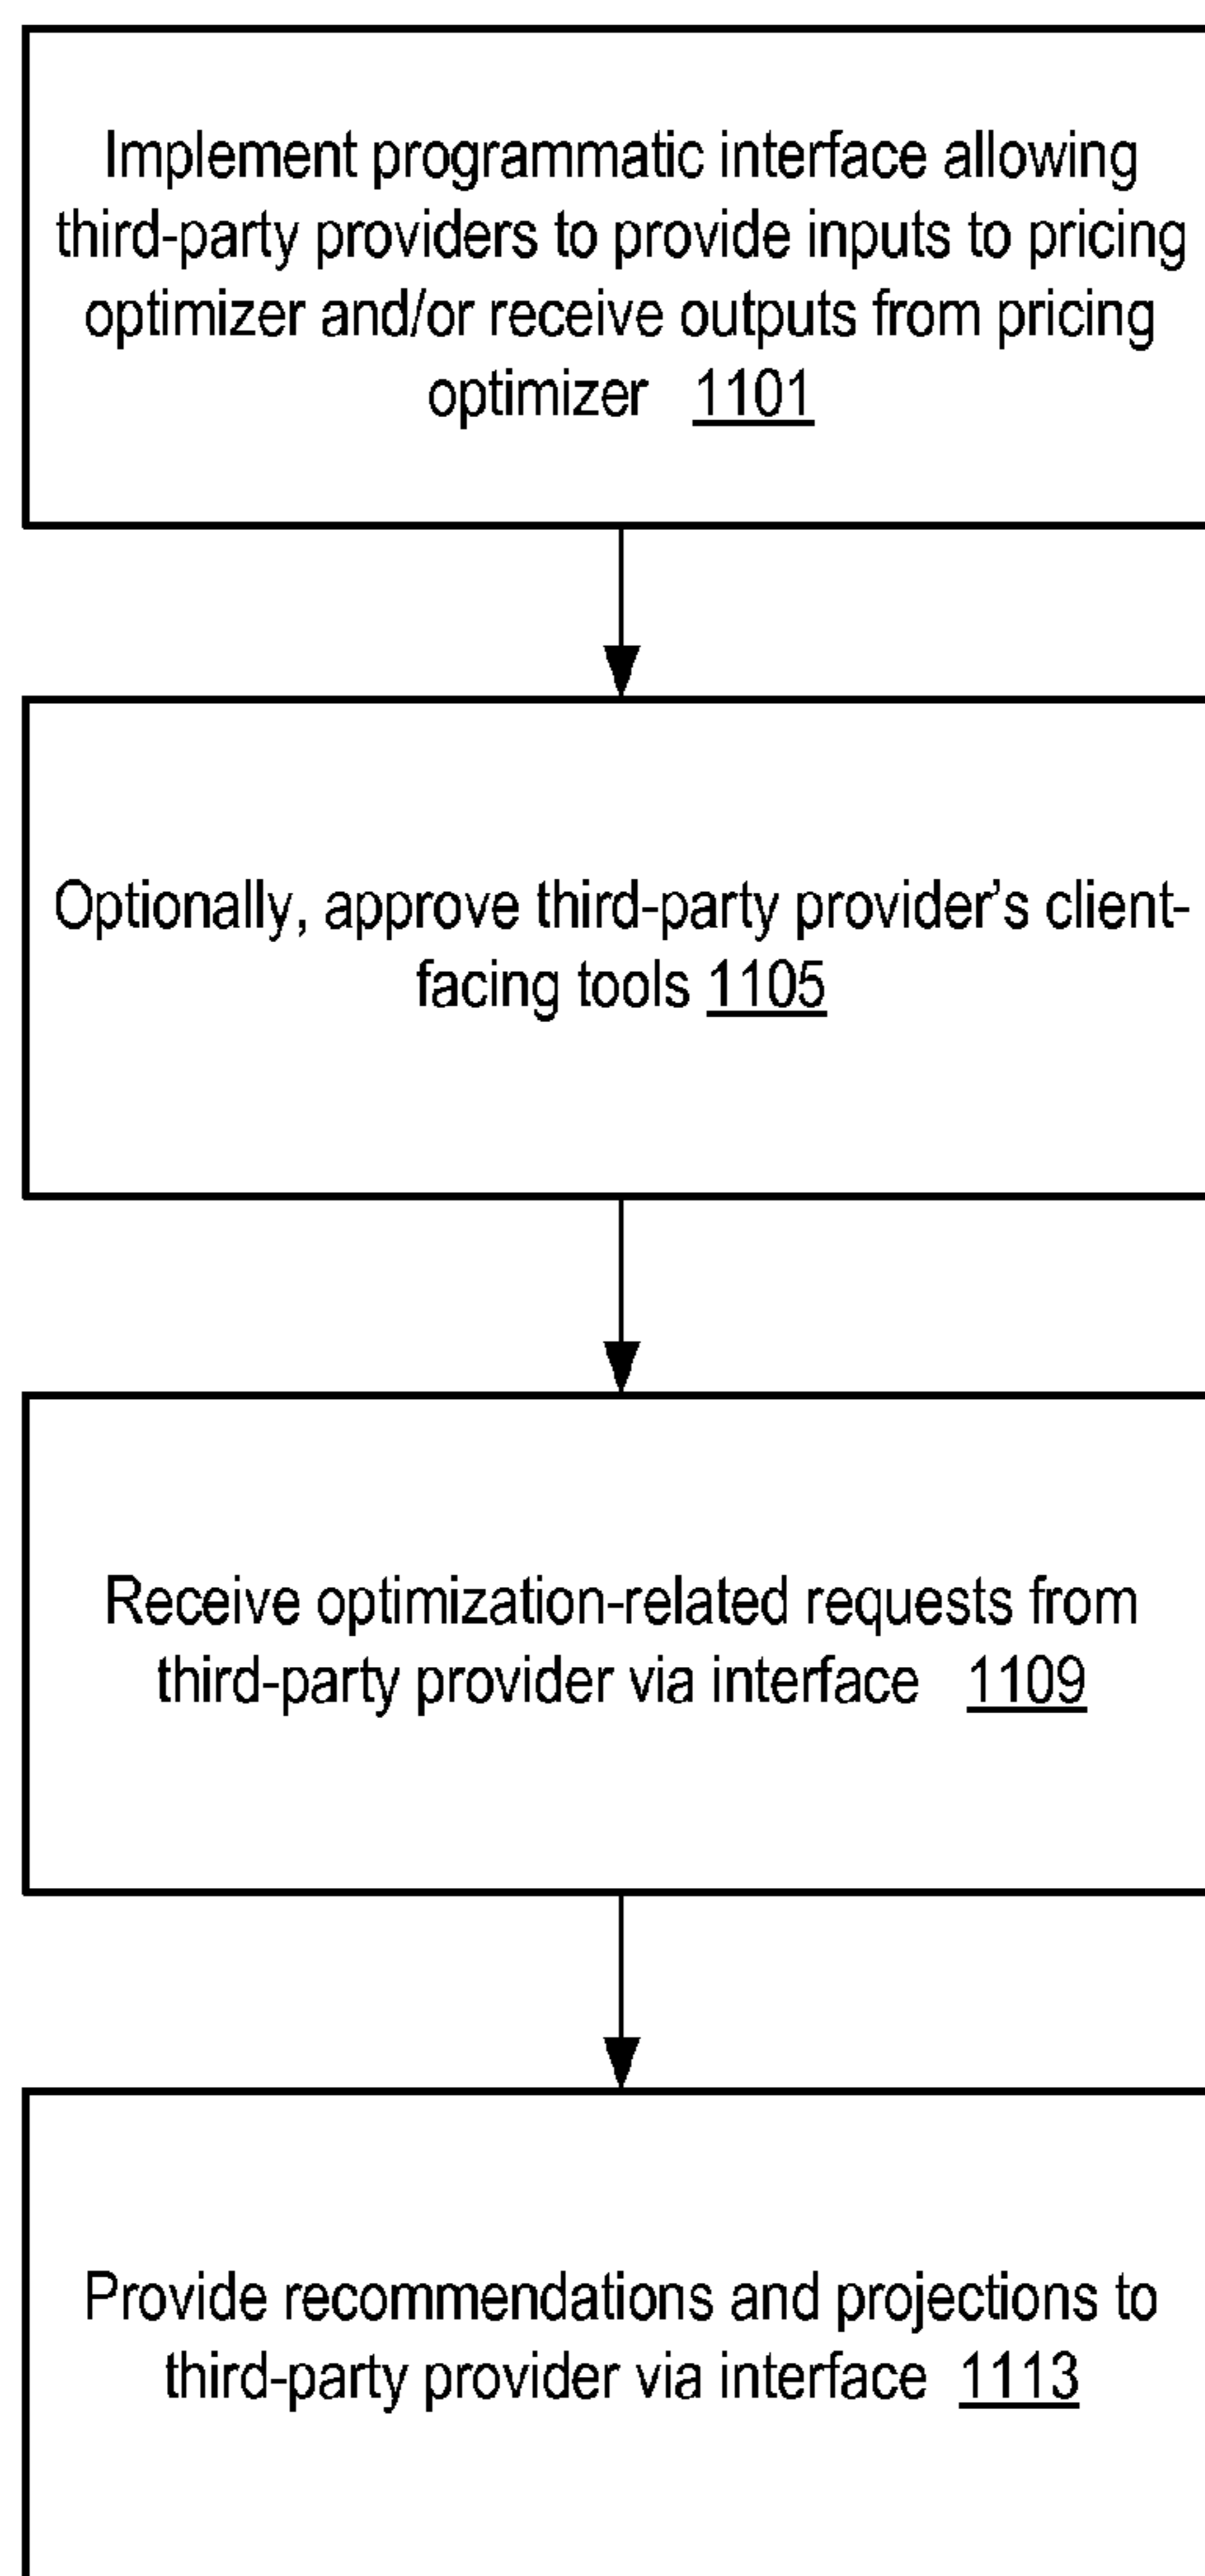 Implement programmatic interface allowing
third-party providers to provide inputs to pricing
optimizer and/or receive outputs from pricing
optimizer 1101
Optionally, approve third-party provider’s client-
facing tools 1105
Receive optimization-related requests from
third-party provider via interface 1109
Provide recommendations and projections to
third-party provider via interface 1113